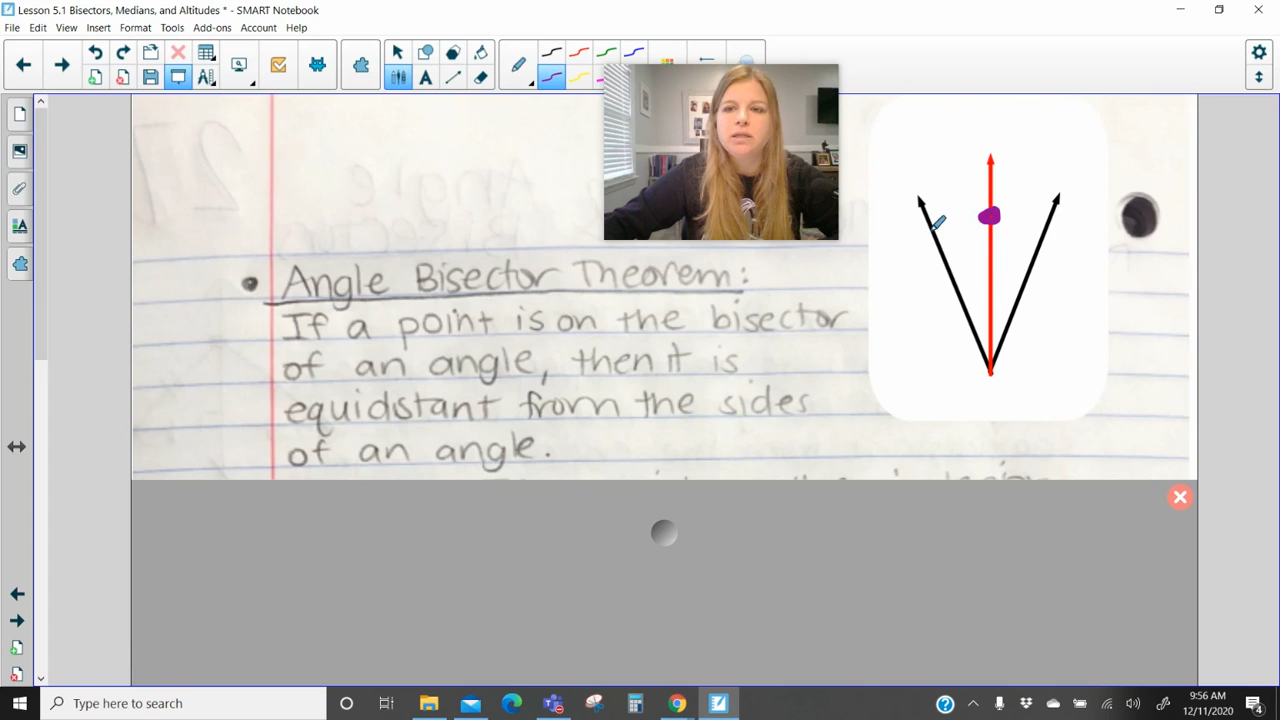 Lesson 5.1 Bisectors, Medians, and Altitudes * - SMART Notebook
File Edit View Insert Format Tools Add-ons Account Help
• Angle Bisector Theorem:
If a point is on the bisector
of an angle, then it is
equidistant from the sides
of an angle.
Type here to search
9:56 AM
12/11/2020
4